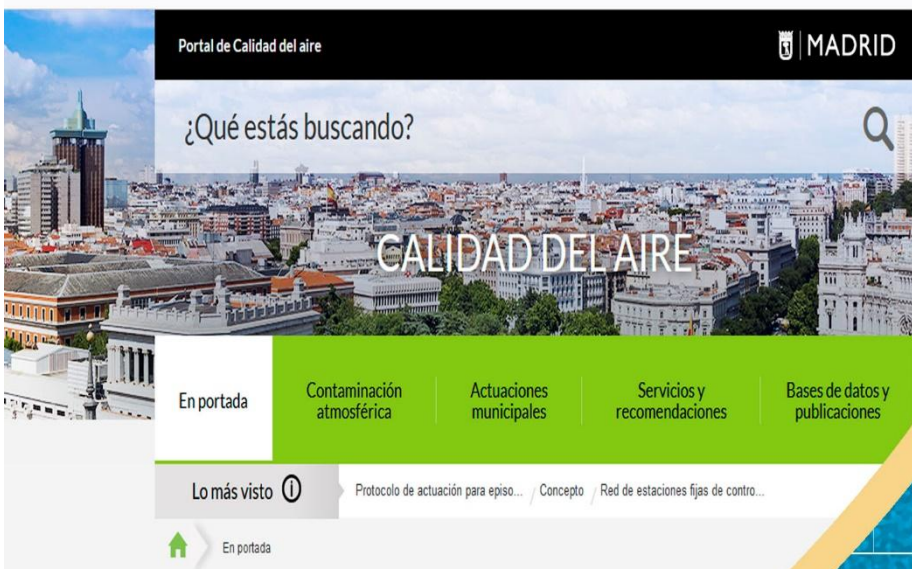 Portal de Calidad del aire
MADRID
¿Qué estás buscando?
CALIDAD DEL AIRE
En portada
Contaminación
atmosférica
Actuaciones
municipales
Servicios y
recomendaciones
Bases de datos y
publicaciones
Lo más visto
Protocolo de actuación para episo... / Concepto / Red de estaciones fijas de contro...
En portada